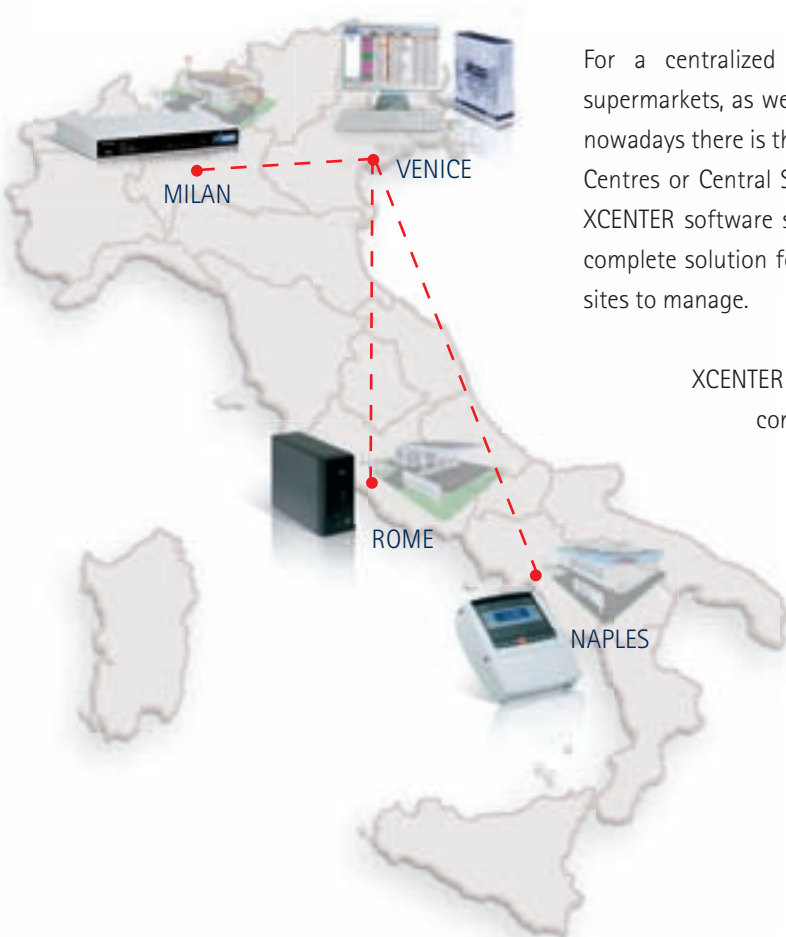 For a centralized
supermarkets, as we
nowadays there is th
Centres or Central S
XCENTER software s
complete solution fo
sites to manage.
XCENTER
cor
VENICE
MILAN
ROME
NAPLES